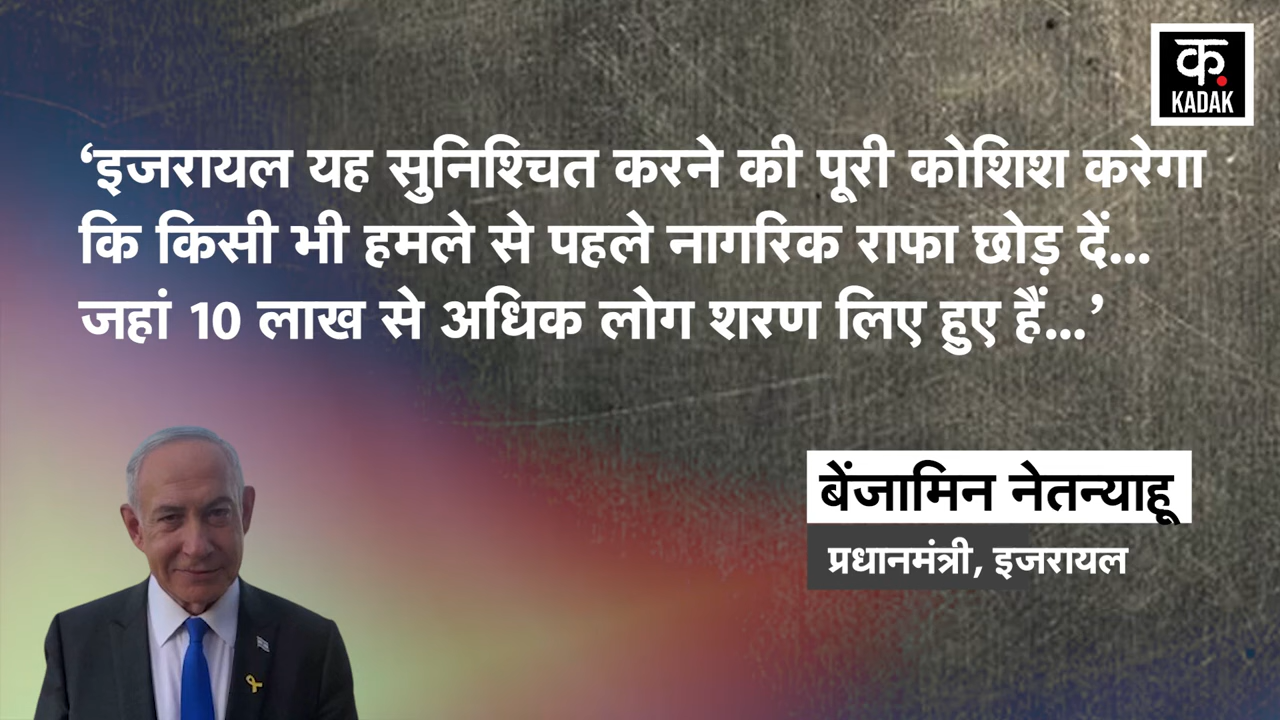 क.
KADAK
‘इजरायल यह सुनिश्चित करने की पूरी कोशिश करेगा
कि किसी भी हमले से पहले नागरिक राफा छोड़ दें...
जहां 10 लाख से अधिक लोग शरण लिए हुए हैं...’
बेंजामिन नेतन्याहू
प्रधानमंत्री, इजरायल